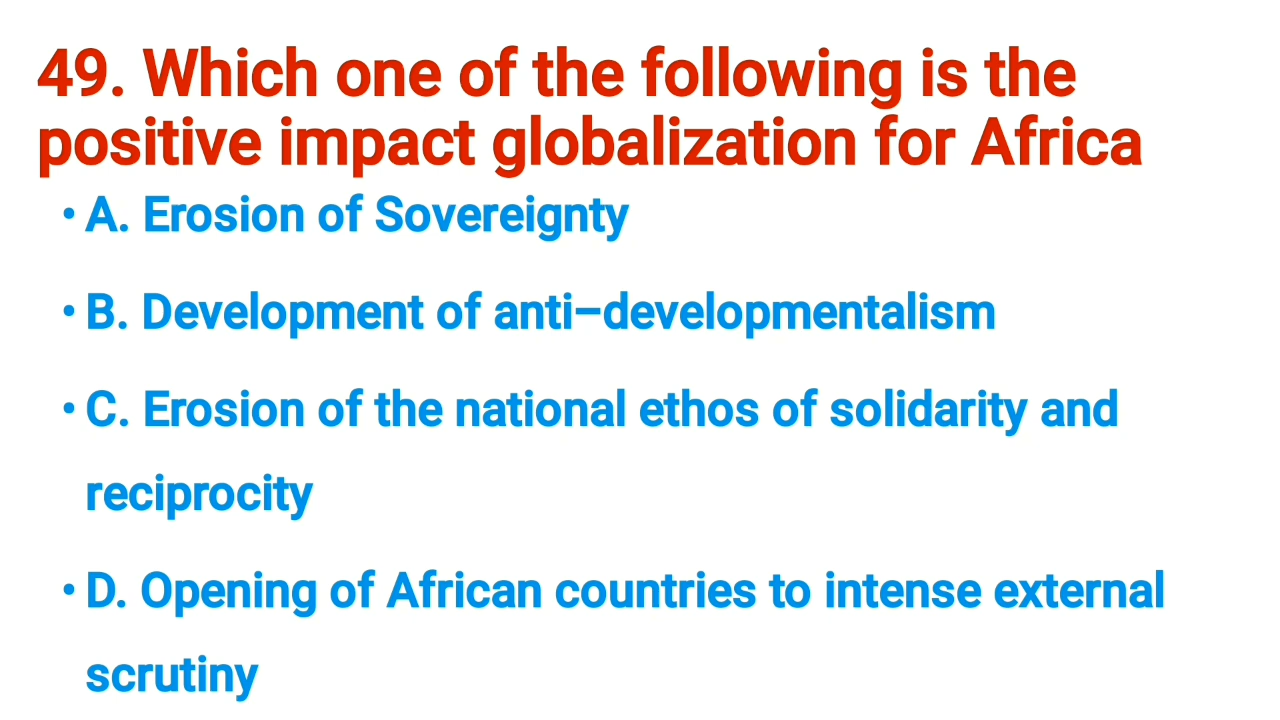 49. Which one of the following is the
positive impact globalization for Africa
• A. Erosion of Sovereignty
• B. Development of anti–developmentalism
• C. Erosion of the national ethos of solidarity and
reciprocity
• D. Opening of African countries to intense external
scrutiny